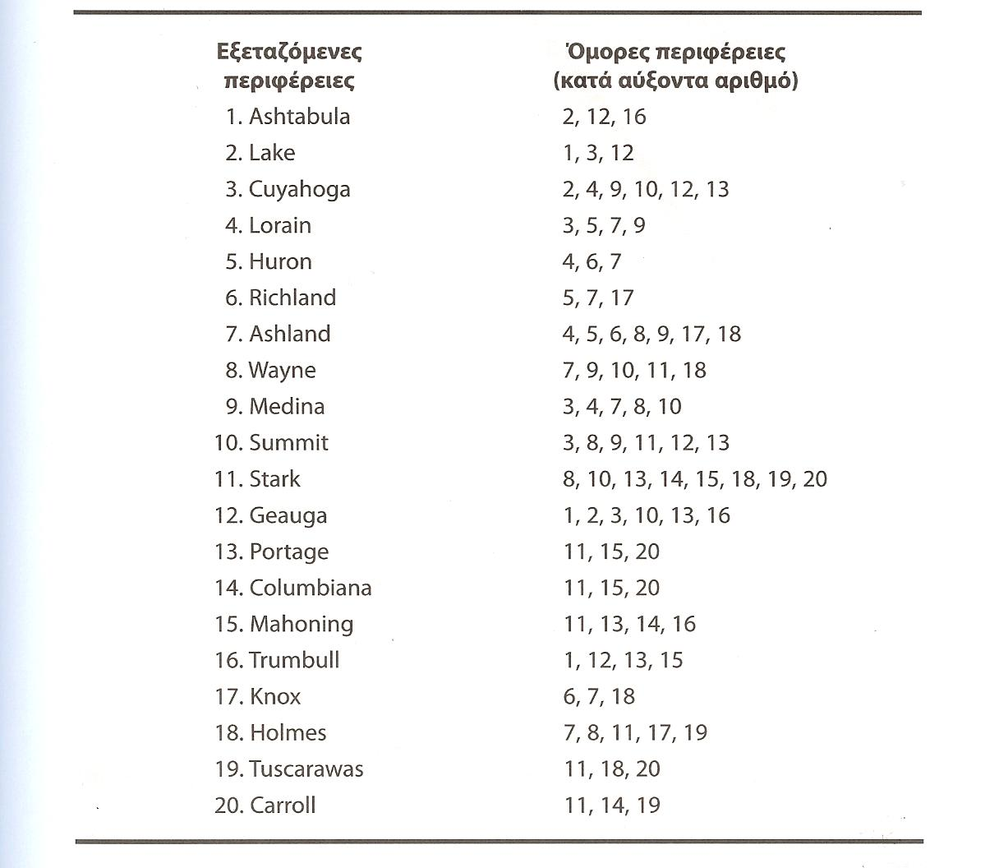 Εξεταζόμενες περιφέρειες
Όμορες περιφέρειες (κατά αύξοντα αριθμό)
1. Ashtabula 2, 12, 16
2. Lake 1, 3, 12
3. Cuyahoga 2, 4, 9, 10, 12, 13
4. Lorain 3, 5, 7, 9
5. Huron 4, 6, 7
6. Richland 5, 7, 17
7. Ashland 4, 5, 6, 8, 9, 17, 18
8. Wayne 7, 9, 10, 11, 18
9. Medina 3, 4, 7, 8, 10
10. Summit 3, 8, 9, 11, 12, 13
11. Stark 8, 10, 13, 14, 15, 18, 19, 20
12. Geauga 1, 2, 3, 10, 13, 16
13. Portage 11, 15, 20
14. Columbiana 11, 15, 20
15. Mahoning 11, 13, 14, 16
16. Trumbull 1, 12, 13, 15
17. Knox 6, 7, 18
18. Holmes 7, 8, 11, 17, 19
19. Tuscarawas 11, 18, 20
20. Carroll 11, 14, 19